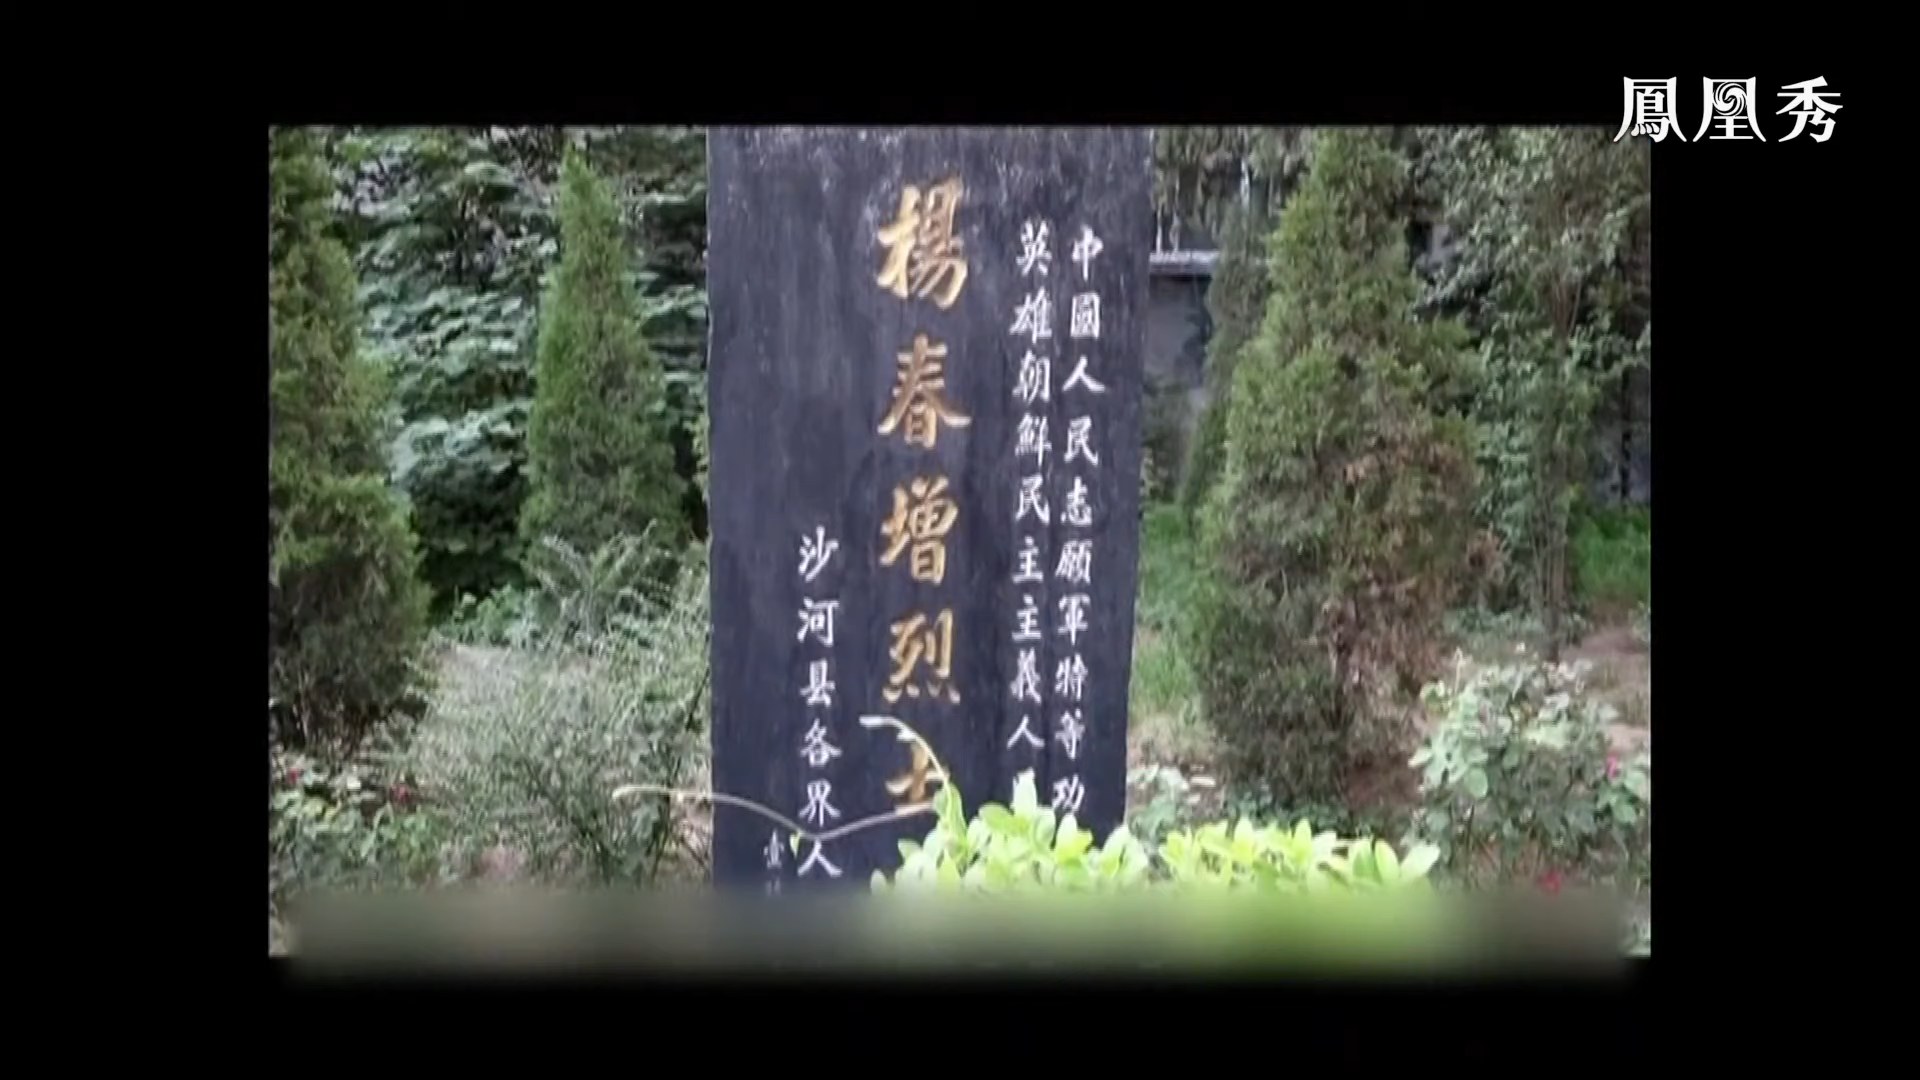 鳳凰秀
中國人民志願軍特等功
英雄朝鮮民主主義人
楊春增烈士
沙河县各界人
壹